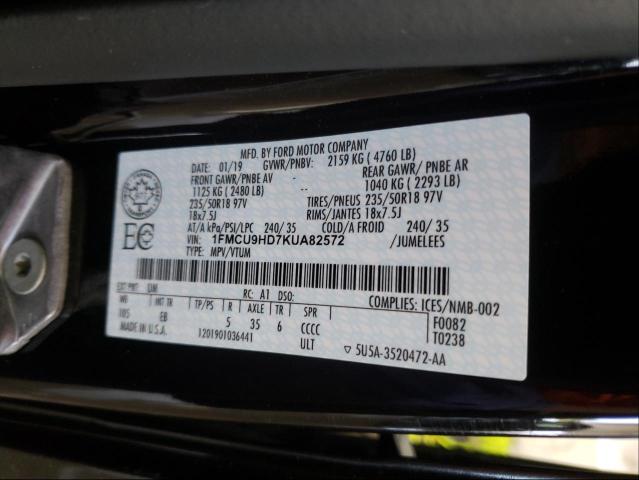 MFD. BY FORD MOTOR COMPANY
DATE: 01/19 GVWR/PNBV: 2159 KG ( 4760 LB)
FRONT GAWR/PNBE AV REAR GAWR/ PNBE AR
1125 KG ( 2480 LB) 1040 KG ( 2293 LB)
235/50R18 97V TIRES/PNEUS 235/50R18 97V
18x7.5J RIMS/JANTES 18x7.5J
AT/A kPa/PSI/LPC 240/ 35 COLD/A FROID 240/ 35
VIN: 1FMCU9HD7KUA82572 /JUMELEES
TYPE: MPV/VTUM
EC
EXT PNT: RC: A1 DSO: COMPLIES: ICES/NMB-002
WB INT TR TP/PS R AXLE TR SPR F0082
105 EB 5 35 6 CCCC T0238
MADE IN U.S.A. 1201901036441 ULT ▽ 5U5A-3520472-AA